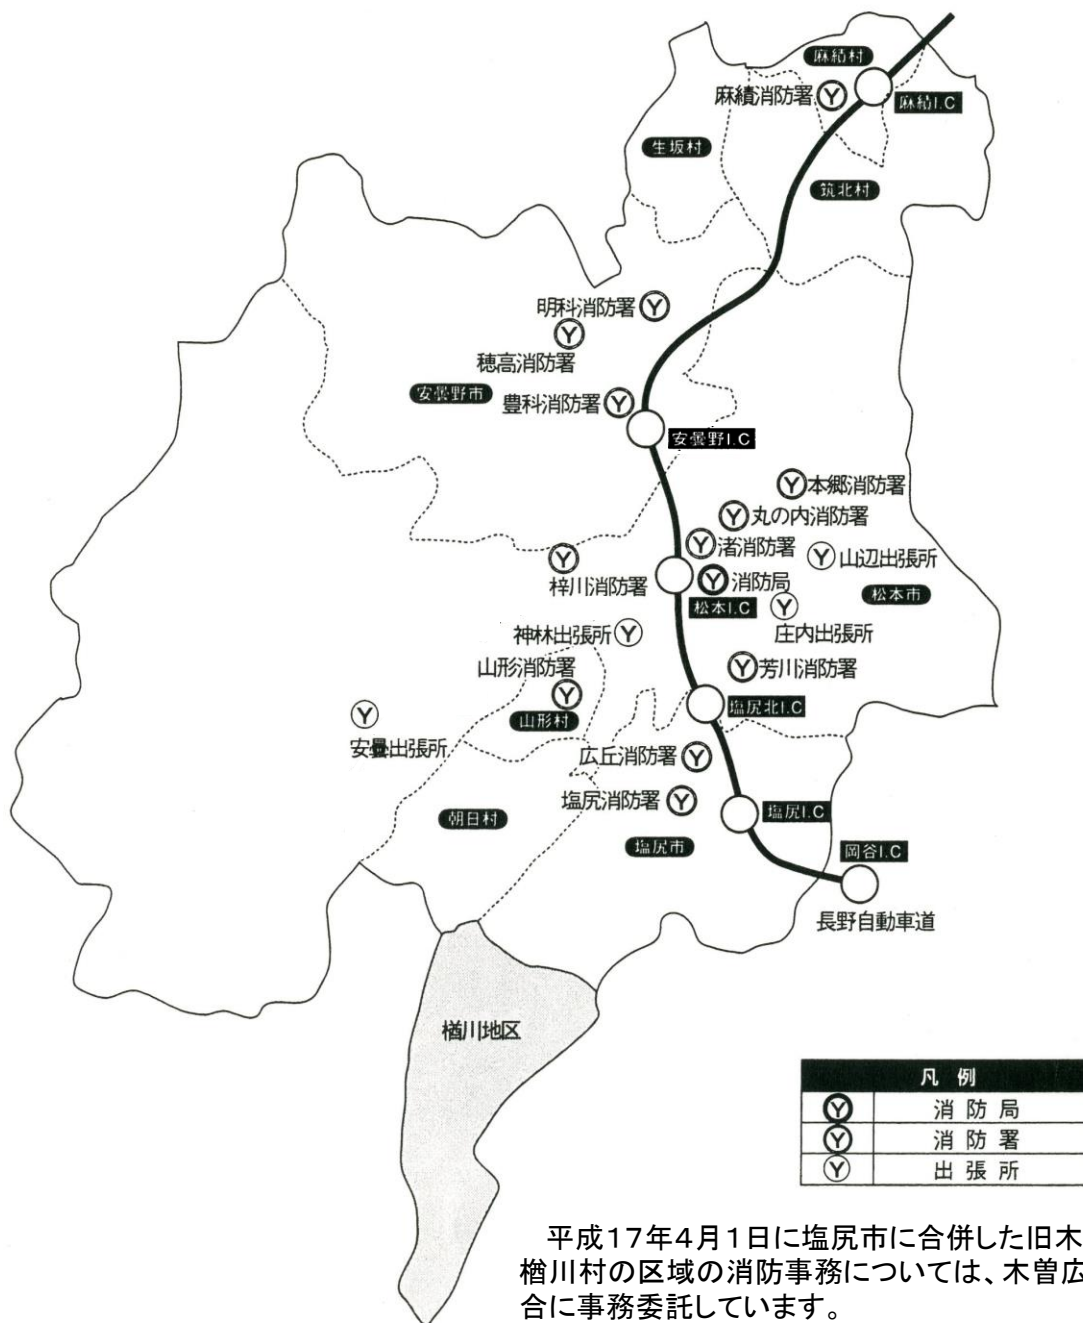 麻績村
麻績消防署
麻績I.C
生坂村
筑北村
明科消防署
穂高消防署
安曇野市
豊科消防署
安曇野I.C
本郷消防署
丸の内消防署
渚消防署
山辺出張所
梓川消防署
消防局
松本I.C
松本市
庄内出張所
神林出張所
山形消防署
芳川消防署
山形村
塩尻北I.C
安曇出張所
広丘消防署
塩尻消防署
朝日村
塩尻I.C
塩尻市
岡谷I.C
長野自動車道
楢川地区
凡例
消防局
消防署
出張所
平成17年4月1日に塩尻市に合併した旧木
楢川村の区域の消防事務については、木曽広
合に事務委託しています。